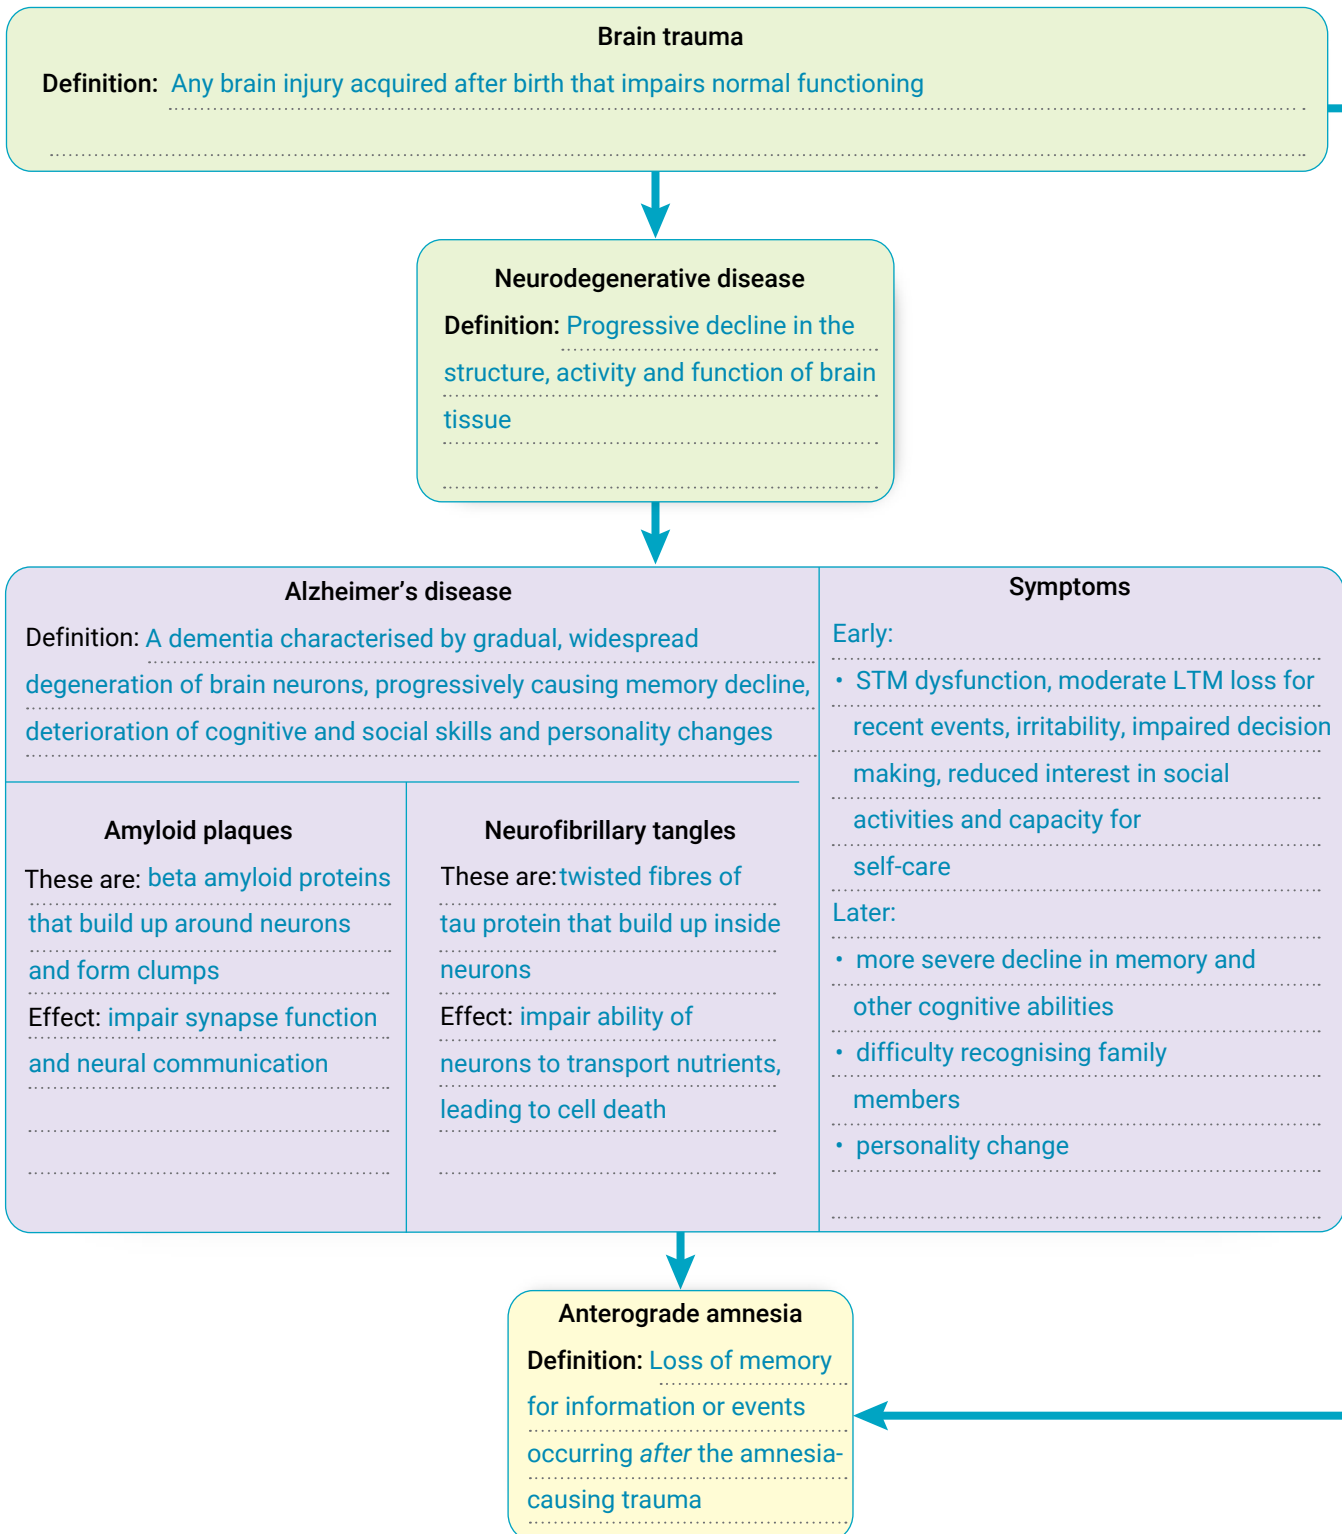 Brain trauma
Definition: Any brain injury acquired after birth that impairs normal functioning
Neurodegenerative disease
Definition: Progressive decline in the
structure, activity and function of brain
tissue
Alzheimer's disease
Definition: A dementia characterised by gradual, widespread
degeneration of brain neurons, progressively causing memory decline,
deterioration of cognitive and social skills and personality changes
Amyloid plaques
These are: beta amyloid proteins
that build up around neurons
and form clumps
Effect: impair synapse function
and neural communication
Neurofibrillary tangles
These are: twisted fibres of
tau protein that build up inside
neurons
Effect: impair ability of
neurons to transport nutrients,
leading to cell death
Symptoms
Early:
• STM dysfunction, moderate LTM loss for
recent events, irritability, impaired decision
making, reduced interest in social
activities and capacity for
self-care
Later:
• more severe decline in memory and
other cognitive abilities
• difficulty recognising family
members
• personality change
Anterograde amnesia
Definition: Loss of memory
for information or events
occurring after the amnesia-
causing trauma